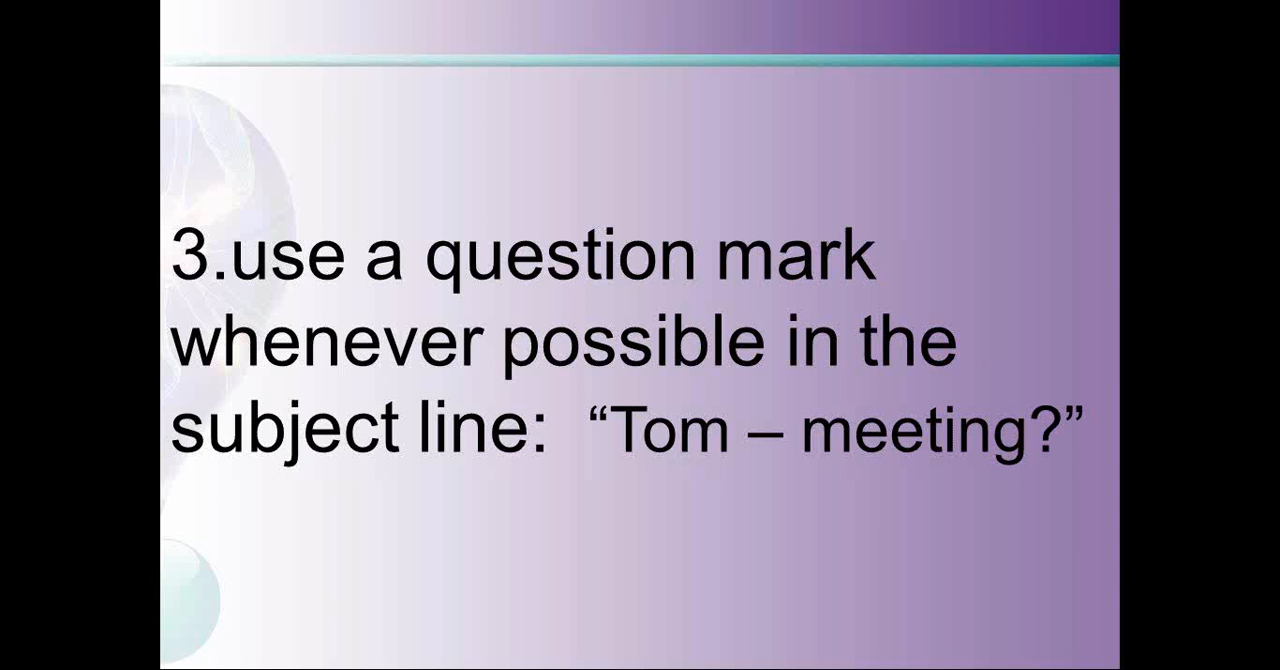 3.use a question mark
whenever possible in the
subject line:  “Tom – meeting?”